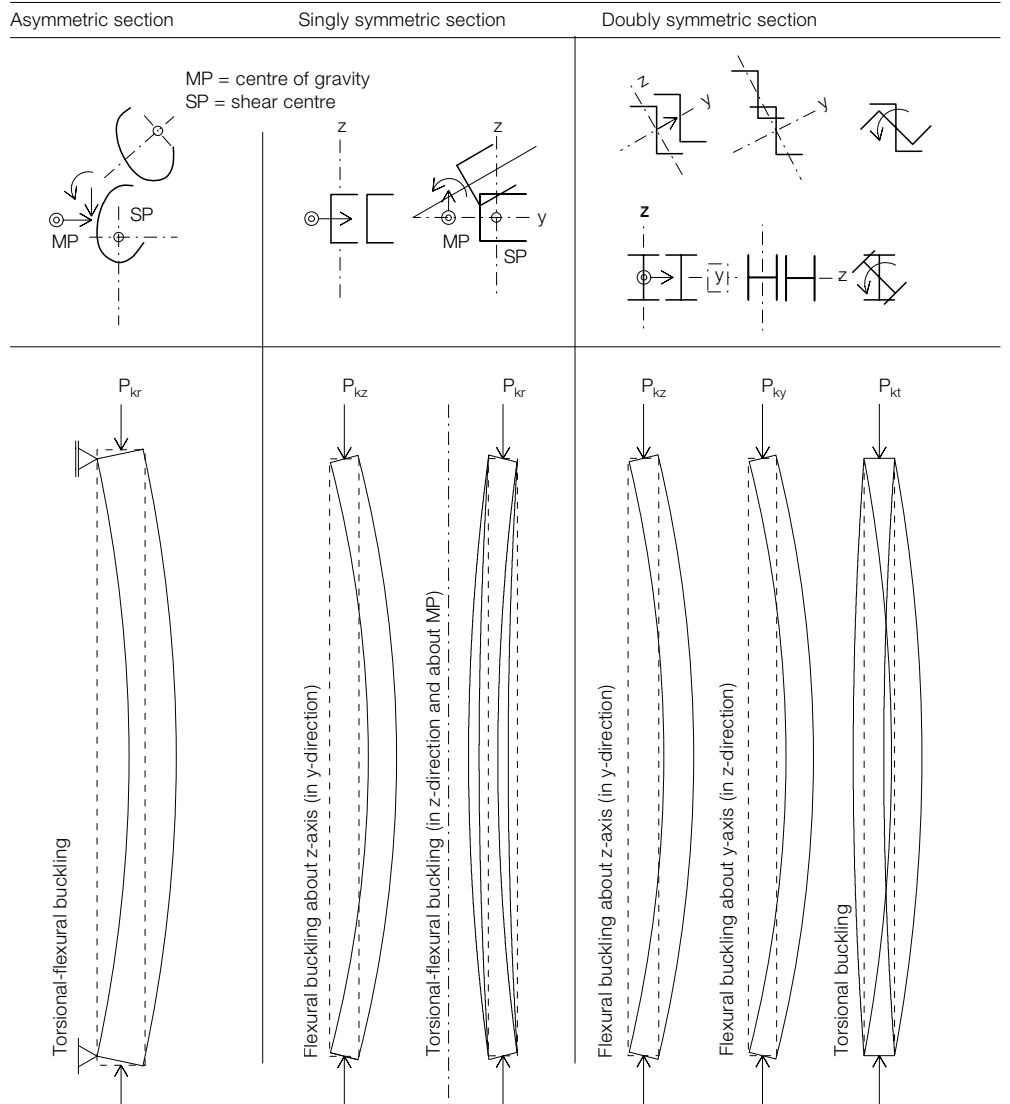 Asymmetric section
Singly symmetric section
Doubly symmetric section
MP = centre of gravity
SP = shear centre
SP
MP
z
z
y
MP
SP
z
y
y
z
y
z
P_kr
P_kz
P_kr
P_kz
P_ky
P_kt
Torsional-flexural buckling
Flexural buckling about z-axis (in y-direction)
Torsional-flexural buckling (in z-direction and about MP)
Flexural buckling about z-axis (in y-direction)
Flexural buckling about y-axis (in z-direction)
Torsional buckling